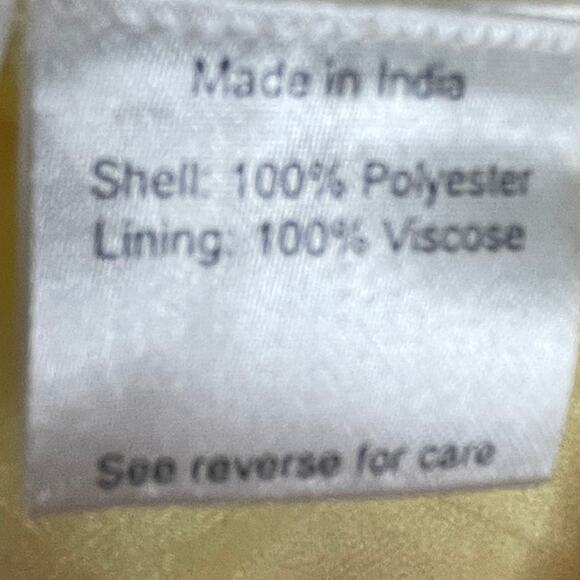 Made in India
Shell: 100% Polyester
Lining: 100% Viscose
See reverse for care